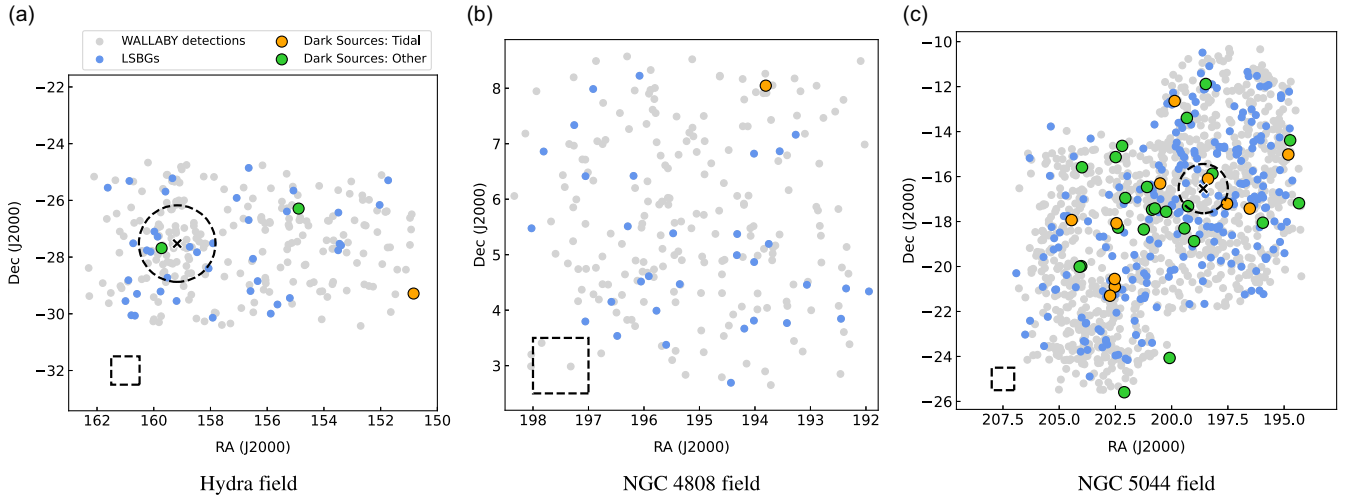 (a)
WALLABY detections
LSBGs
Dark Sources: Tidal
Dark Sources: Other
−22
−24
−26
−28
−30
−32
Dec (J2000)
162 160 158 156 154 152 150
RA (J2000)
Hydra field
(b)
8
7
6
5
4
3
Dec (J2000)
198 197 196 195 194 193 192
RA (J2000)
NGC 4808 field
(c)
−10
−12
−14
−16
−18
−20
−22
−24
−26
Dec (J2000)
207.5 205.0 202.5 200.0 197.5 195.0
RA (J2000)
NGC 5044 field